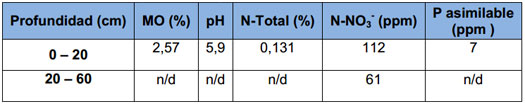 Profundidad (cm) MO (%) pH N-Total (%) N-NO₃⁻ (ppm) P asimilable (ppm )
0 – 20 2,57 5,9 0,131 112 7
20 – 60 n/d n/d n/d 61 n/d